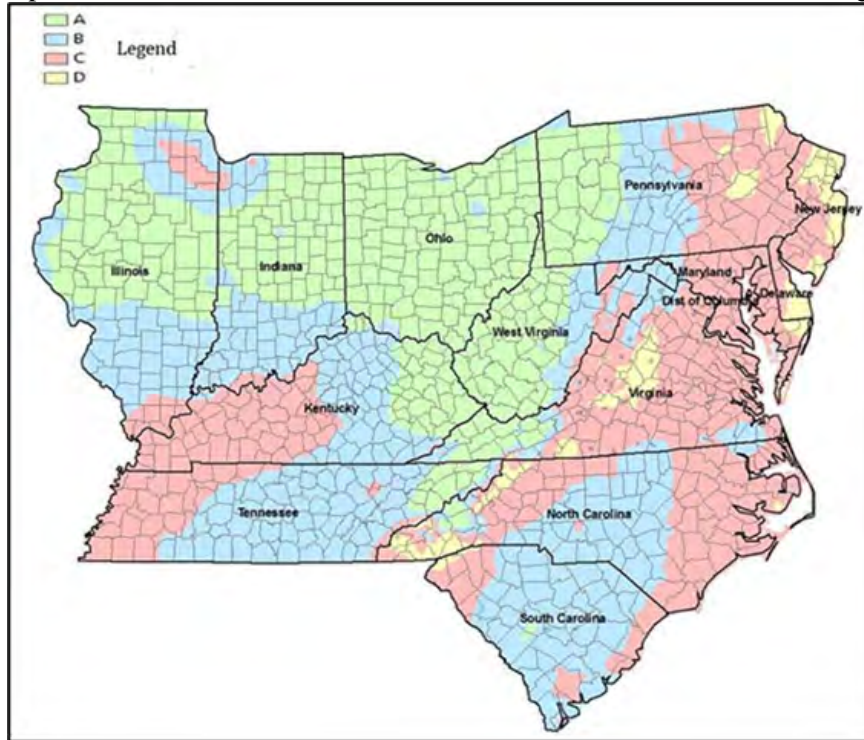 A
B
Legend
C
D
Pennsylvania
New Jersey
Ohio
Maryland
Illinois
Indiana
Dist of Columb
Delaware
West Virginia
Virginia
Kentucky
Tennessee
North Carolina
South Carolina